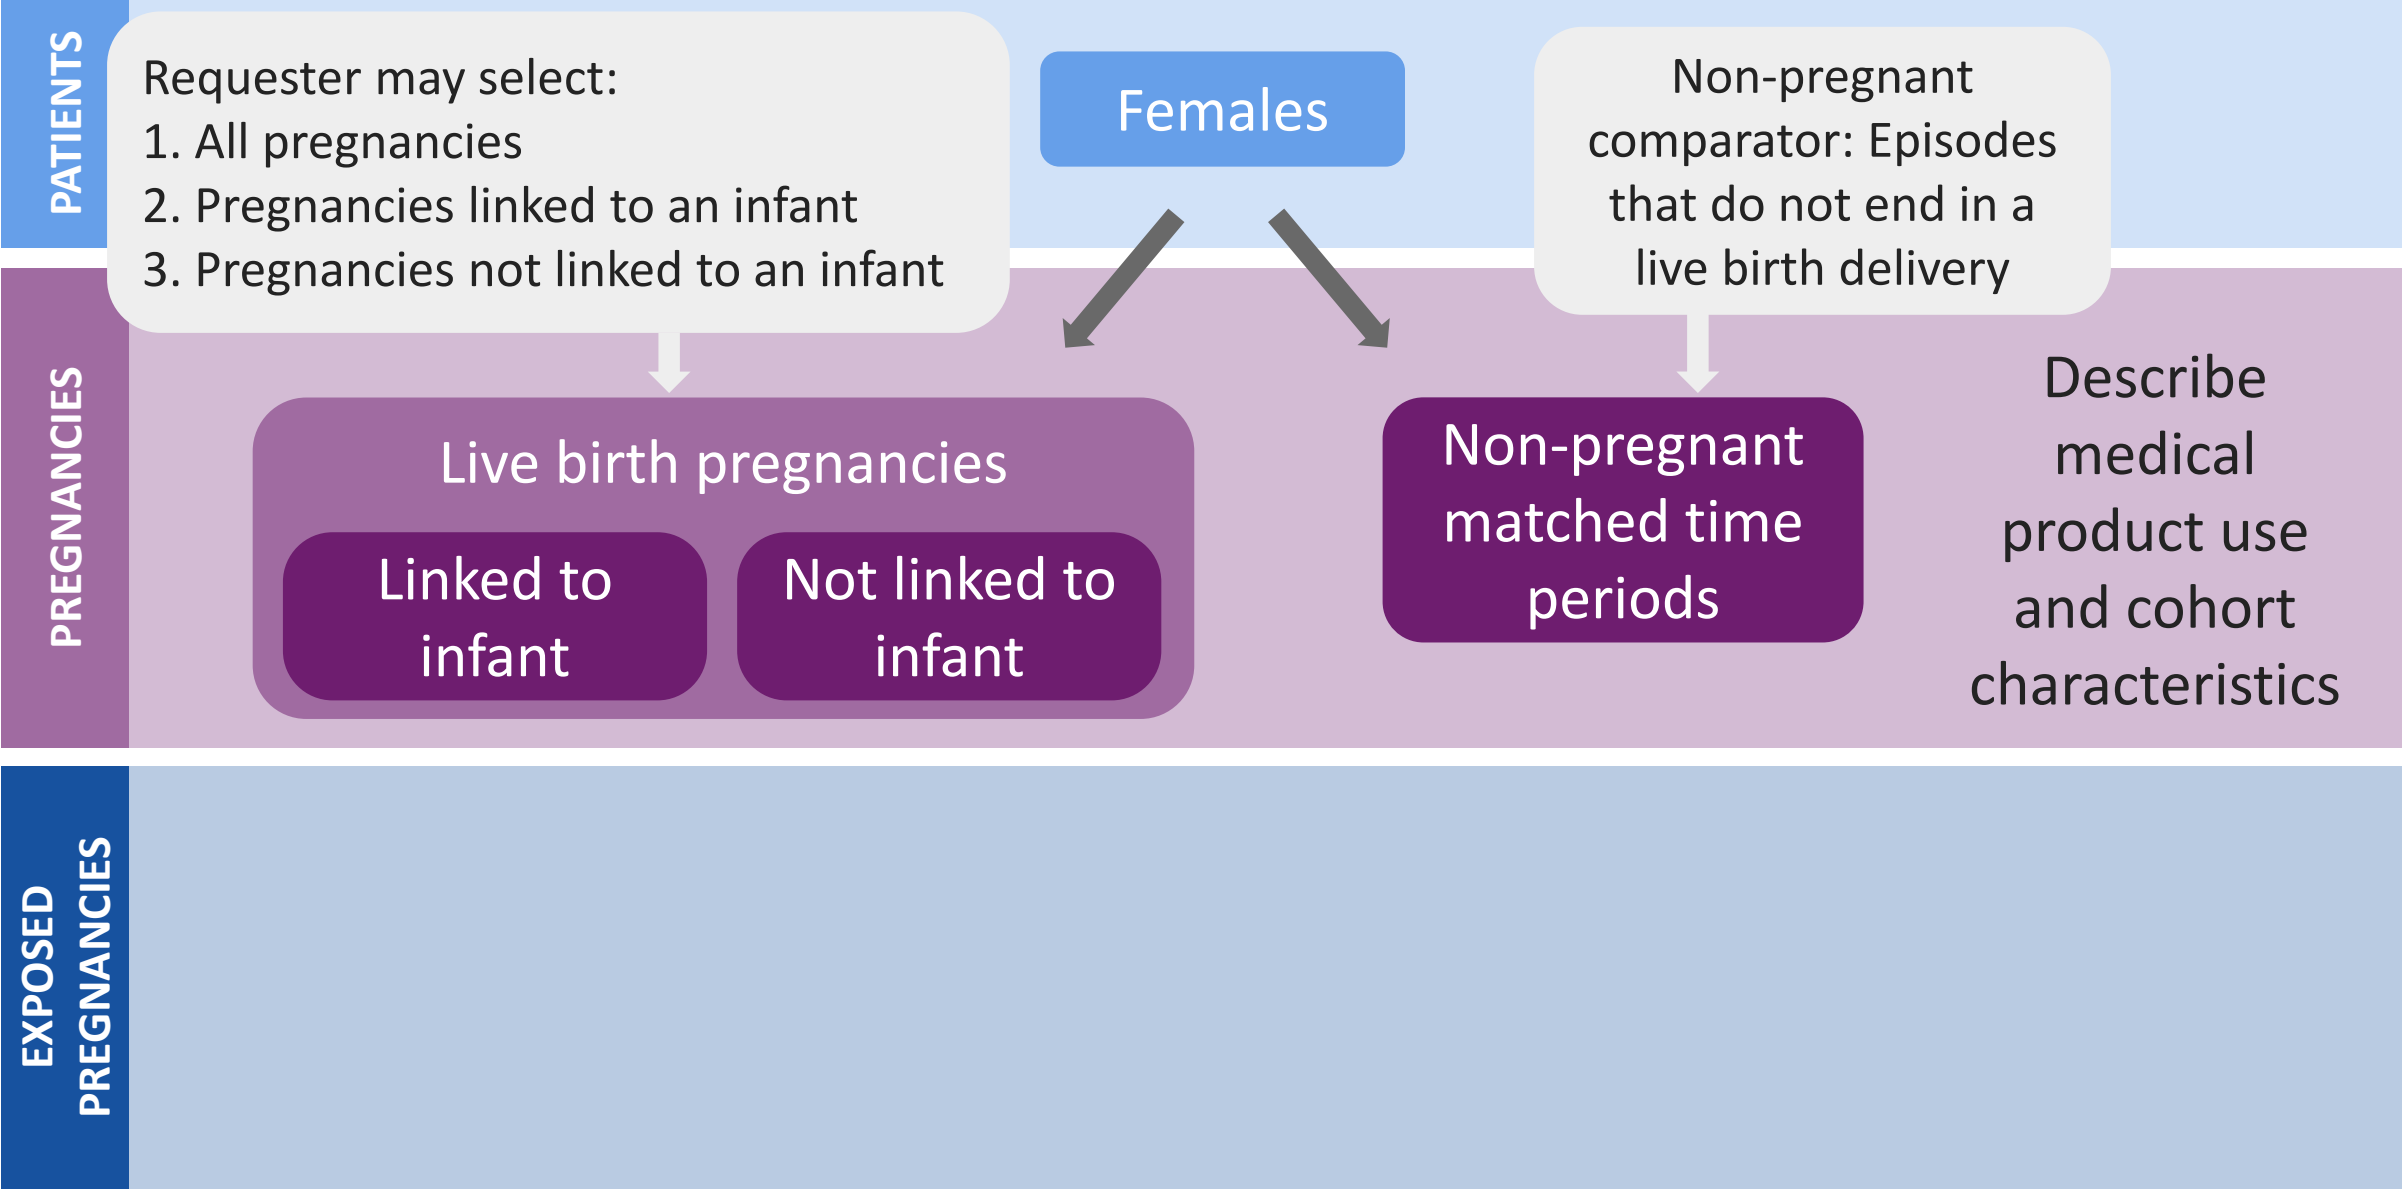 PATIENTS
Requester may select:
1. All pregnancies
2. Pregnancies linked to an infant
3. Pregnancies not linked to an infant
Females
Non-pregnant
comparator: Episodes
that do not end in a
live birth delivery
PREGNANCIES
Live birth pregnancies
Linked to
infant
Not linked to
infant
Non-pregnant
matched time
periods
Describe
medical
product use
and cohort
characteristics
EXPOSED
PREGNANCIES